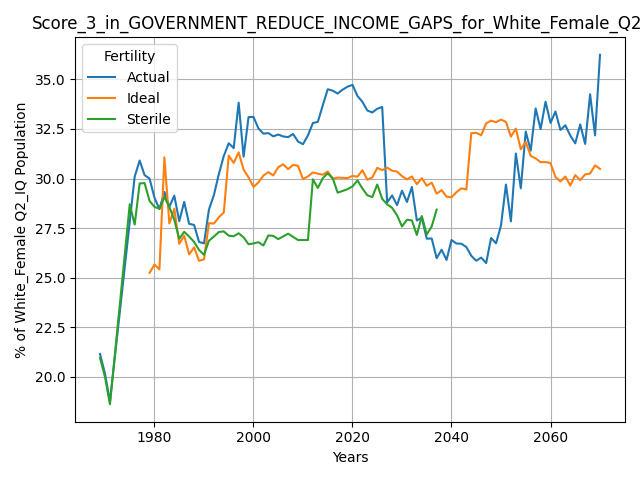 Score_3_in_GOVERNMENT_REDUCE_INCOME_GAPS_for_White_Female_Q2
Fertility
Actual
Ideal
Sterile
% of White_Female Q2_IQ Population
35.0
32.5
30.0
27.5
25.0
22.5
20.0
1980
2000
2020
2040
2060
Years